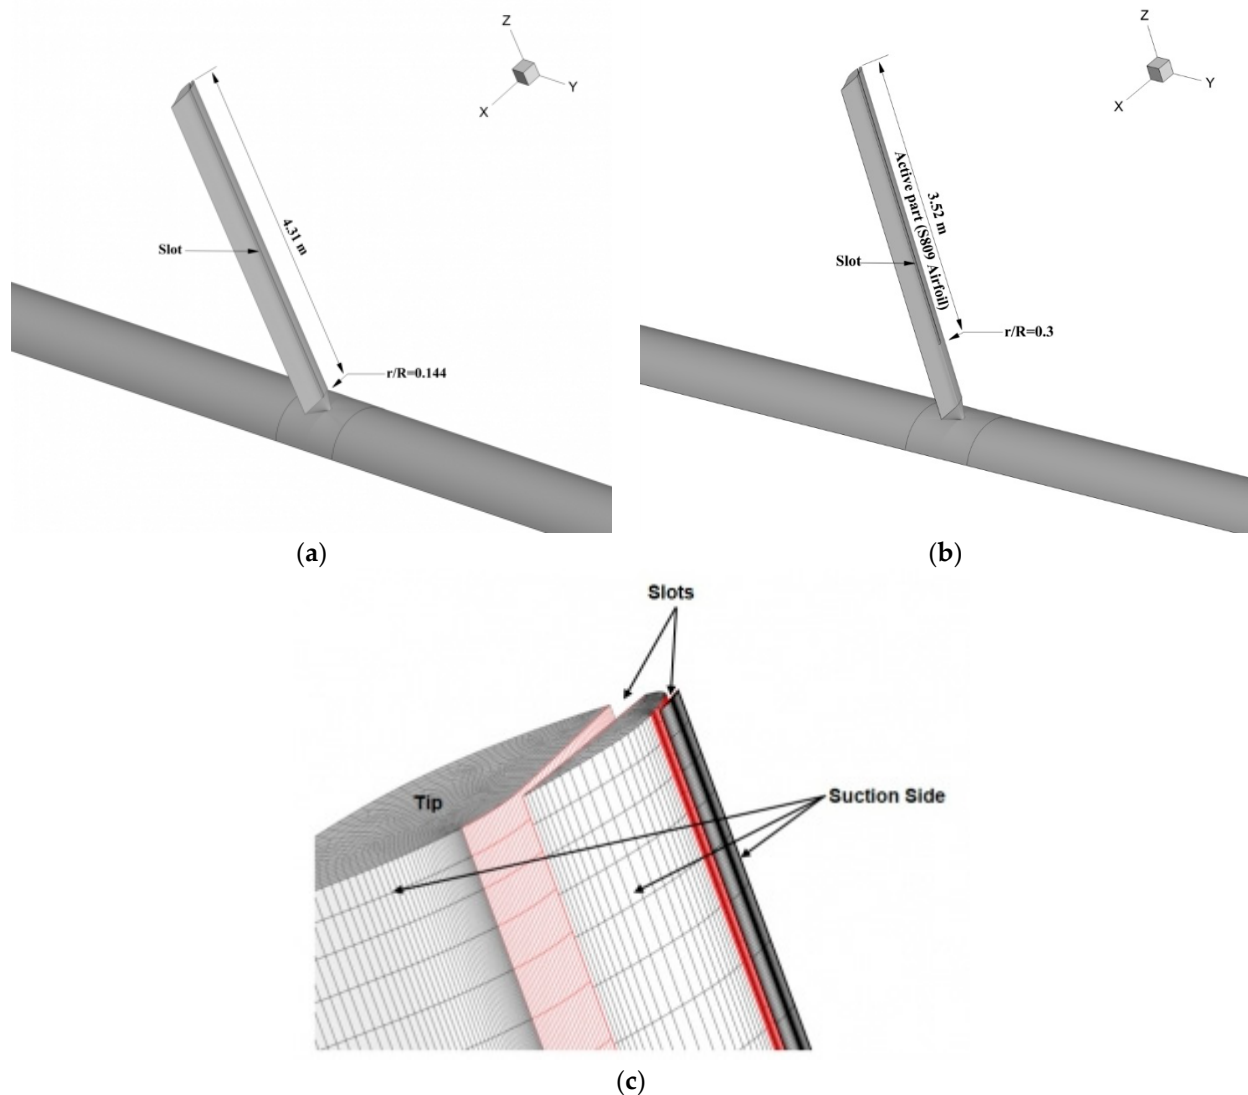 Z
Y
X
4.31 m
Slot
r/R=0.144
(a)
Z
Y
X
3.52 m
Active part (S809 Airfoil)
Slot
r/R=0.3
(b)
Slots
Tip
Suction Side
(c)